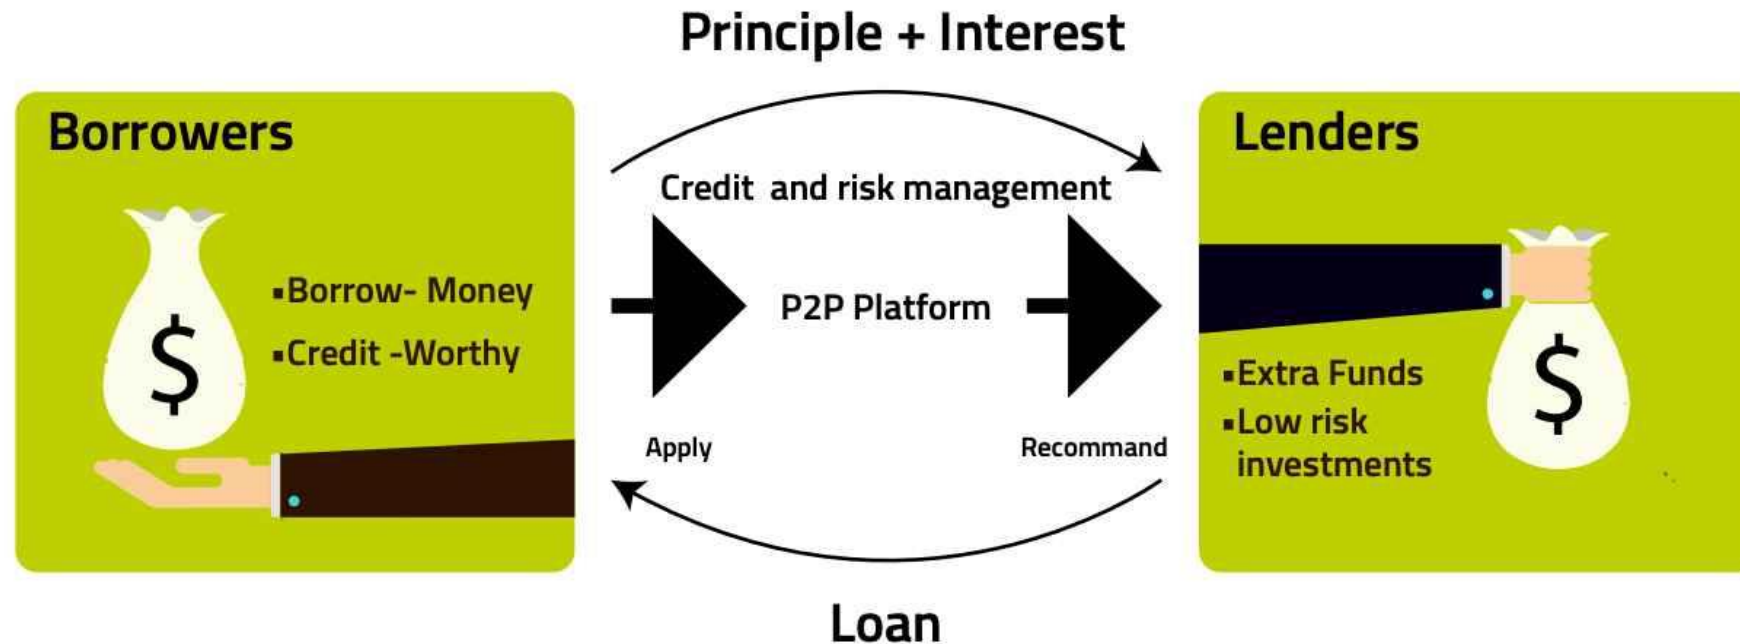 Principle + Interest
Borrowers
▪Borrow- Money
▪Credit -Worthy
$
Credit and risk management
P2P Platform
Apply
Recommand
Lenders
▪Extra Funds
▪Low risk
investments
$
Loan